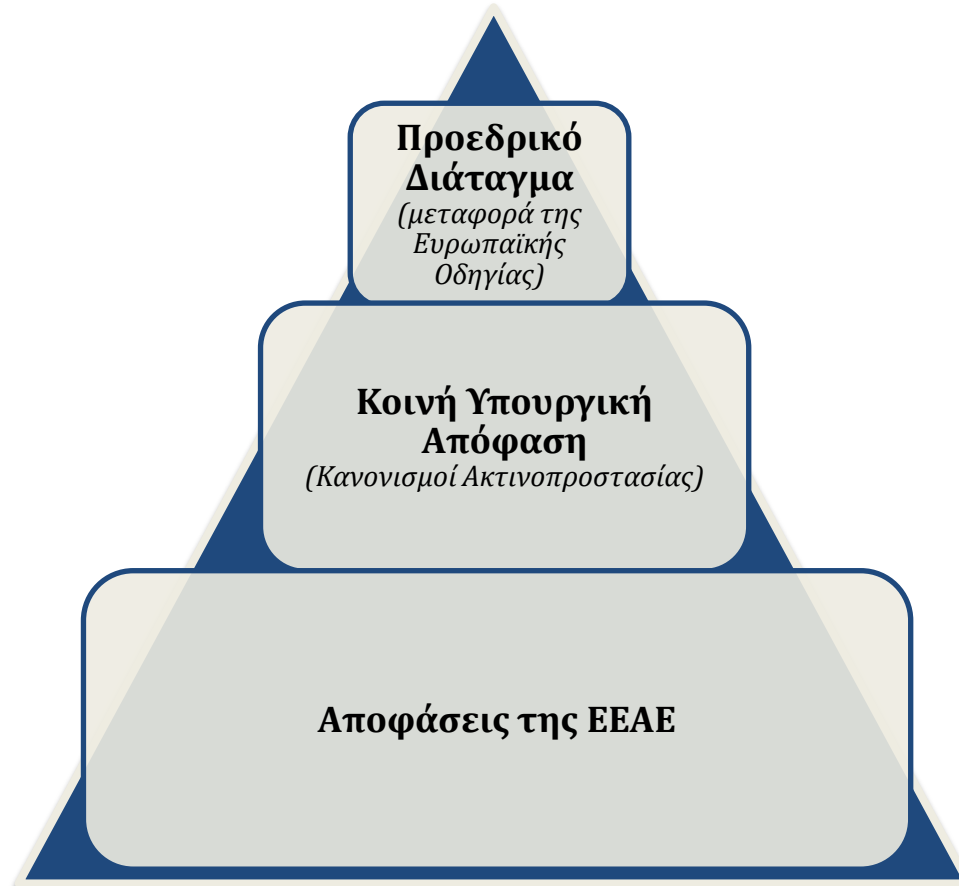 Προεδρικό
Διάταγμα
(μεταφορά της
Ευρωπαϊκής
Οδηγίας)
Κοινή Υπουργική
Απόφαση
(Κανονισμοί Ακτινοπροστασίας)
Αποφάσεις της ΕΕΑΕ